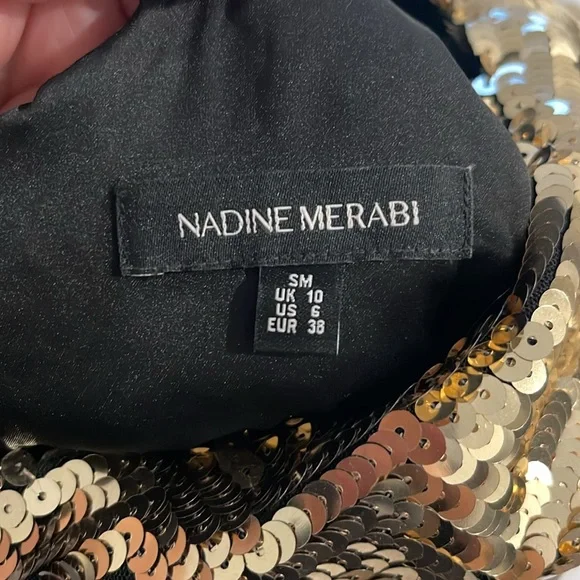 NADINE MERABI
SM
UK 10
US 6
EUR 38